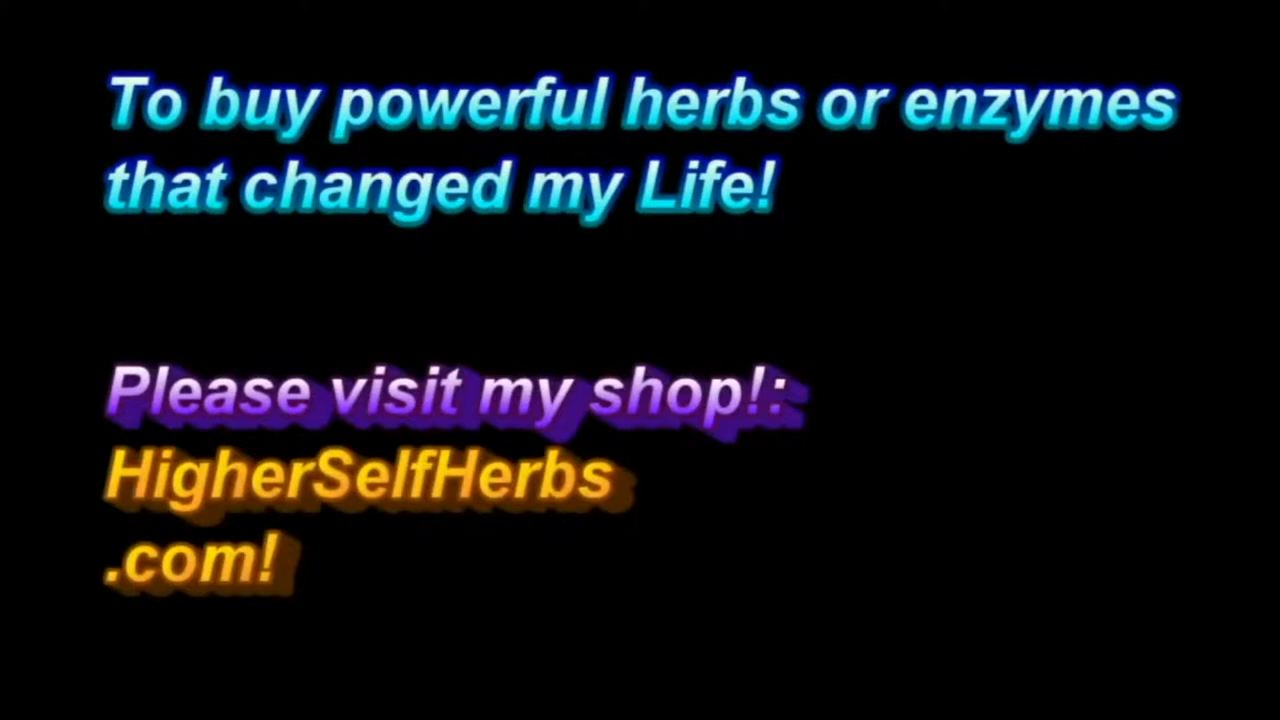 To buy powerful herbs or enzymes
that changed my Life!
Please visit my shop!:
HigherSelfHerbs
.com!